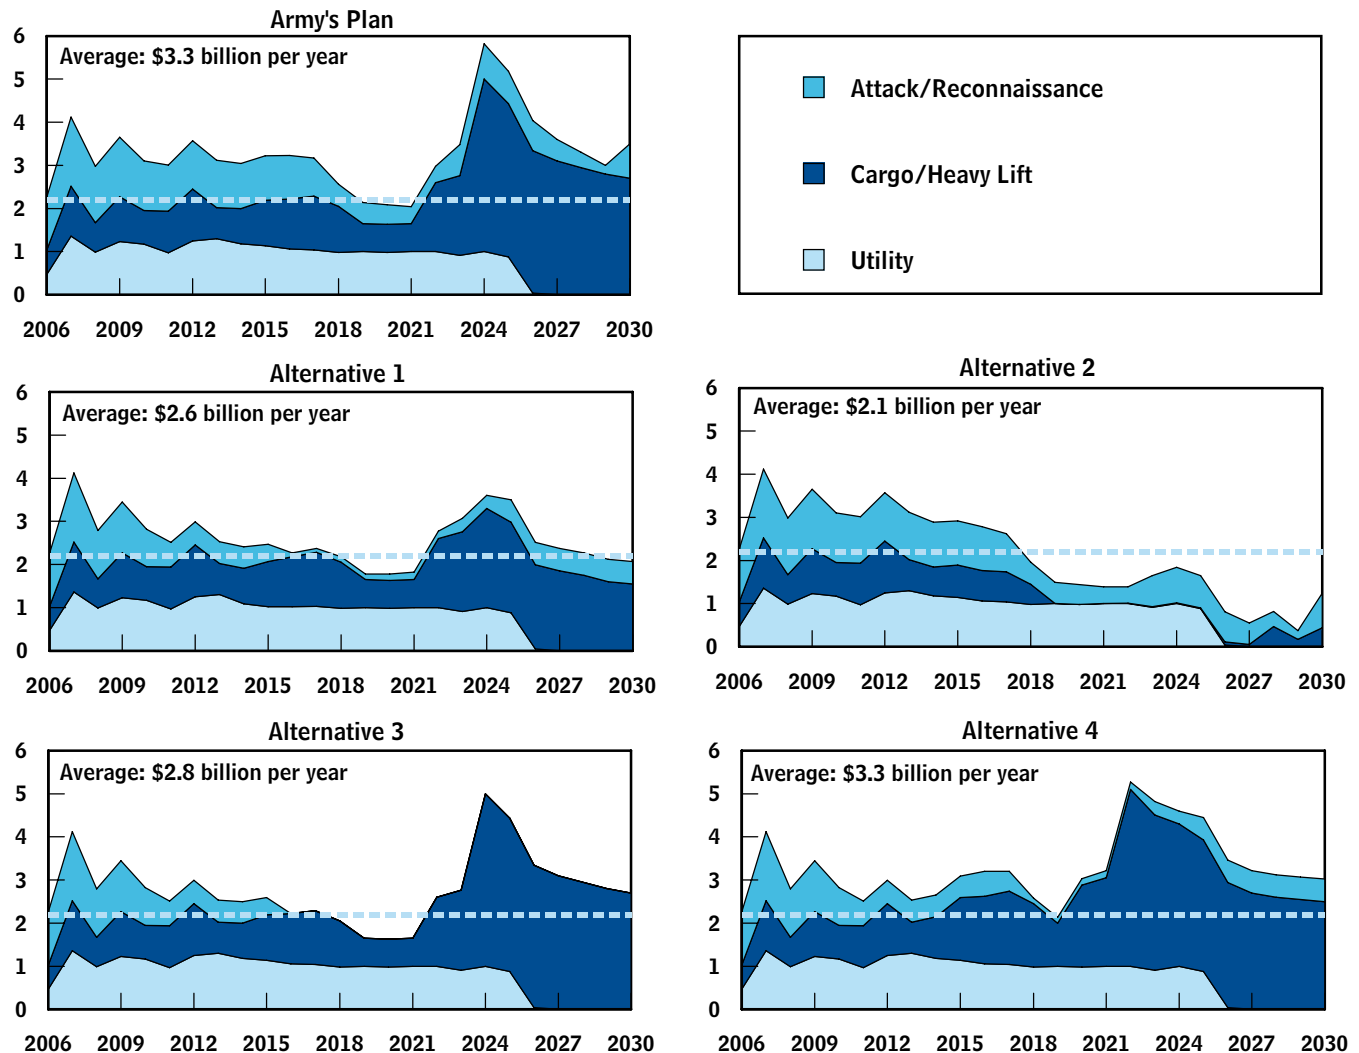 Army's Plan
6
5
4
3
2
1
0
Average: $3.3 billion per year
2006 2009 2012 2015 2018 2021 2024 2027 2030
Attack/Reconnaissance
Cargo/Heavy Lift
Utility
Alternative 1
6
5
4
3
2
1
0
Average: $2.6 billion per year
2006 2009 2012 2015 2018 2021 2024 2027 2030
Alternative 2
6
5
4
3
2
1
0
Average: $2.1 billion per year
2006 2009 2012 2015 2018 2021 2024 2027 2030
Alternative 3
6
5
4
3
2
1
0
Average: $2.8 billion per year
2006 2009 2012 2015 2018 2021 2024 2027 2030
Alternative 4
6
5
4
3
2
1
0
Average: $3.3 billion per year
2006 2009 2012 2015 2018 2021 2024 2027 2030